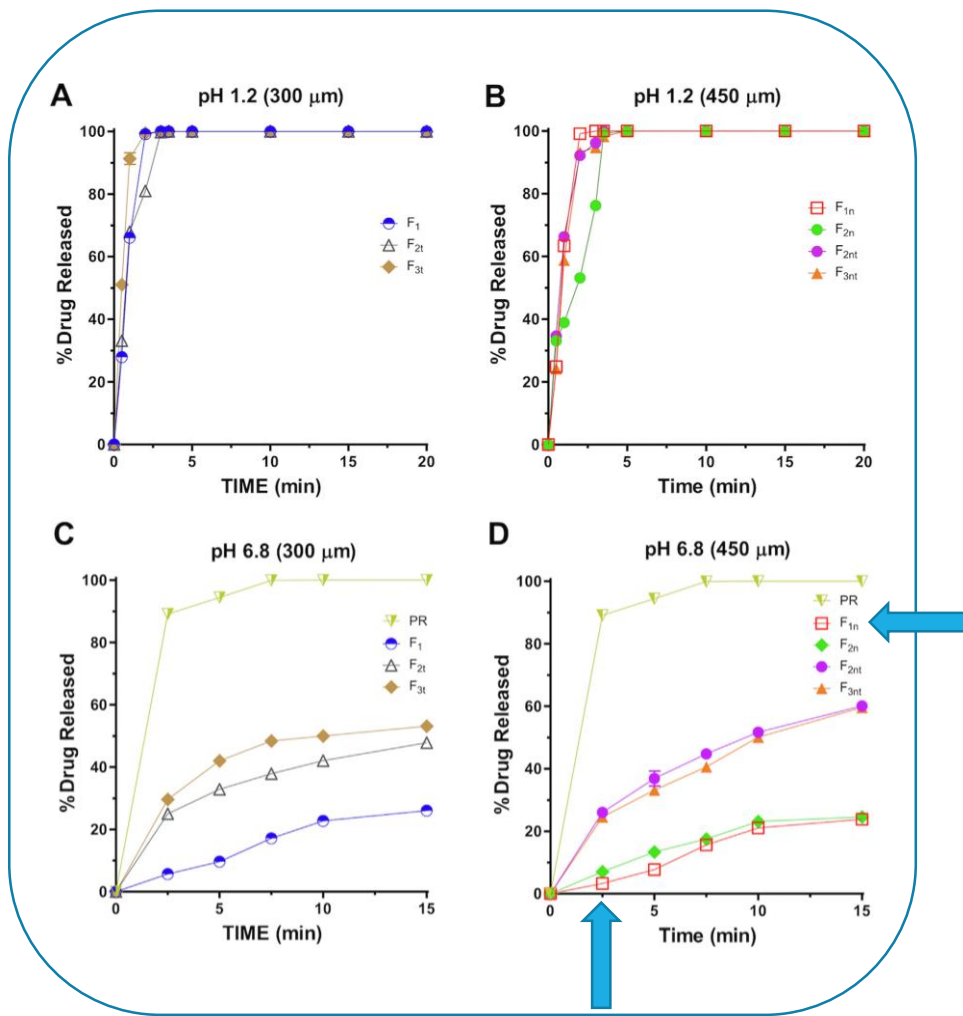 A
pH 1.2 (300 μm)
% Drug Released
100
80
60
40
20
0
0 5 10 15 20
TIME (min)
F1
F2t
F3t
B
pH 1.2 (450 μm)
% Drug Released
100
80
60
40
20
0
0 5 10 15 20
Time (min)
F1n
F2n
F2nt
F3nt
C
pH 6.8 (300 μm)
% Drug Released
100
80
60
40
20
0
0 5 10 15
TIME (min)
PR
F1
F2t
F3t
D
pH 6.8 (450 μm)
% Drug Released
100
80
60
40
20
0
0 5 10 15
Time (min)
PR
F1n
F2n
F2nt
F3nt